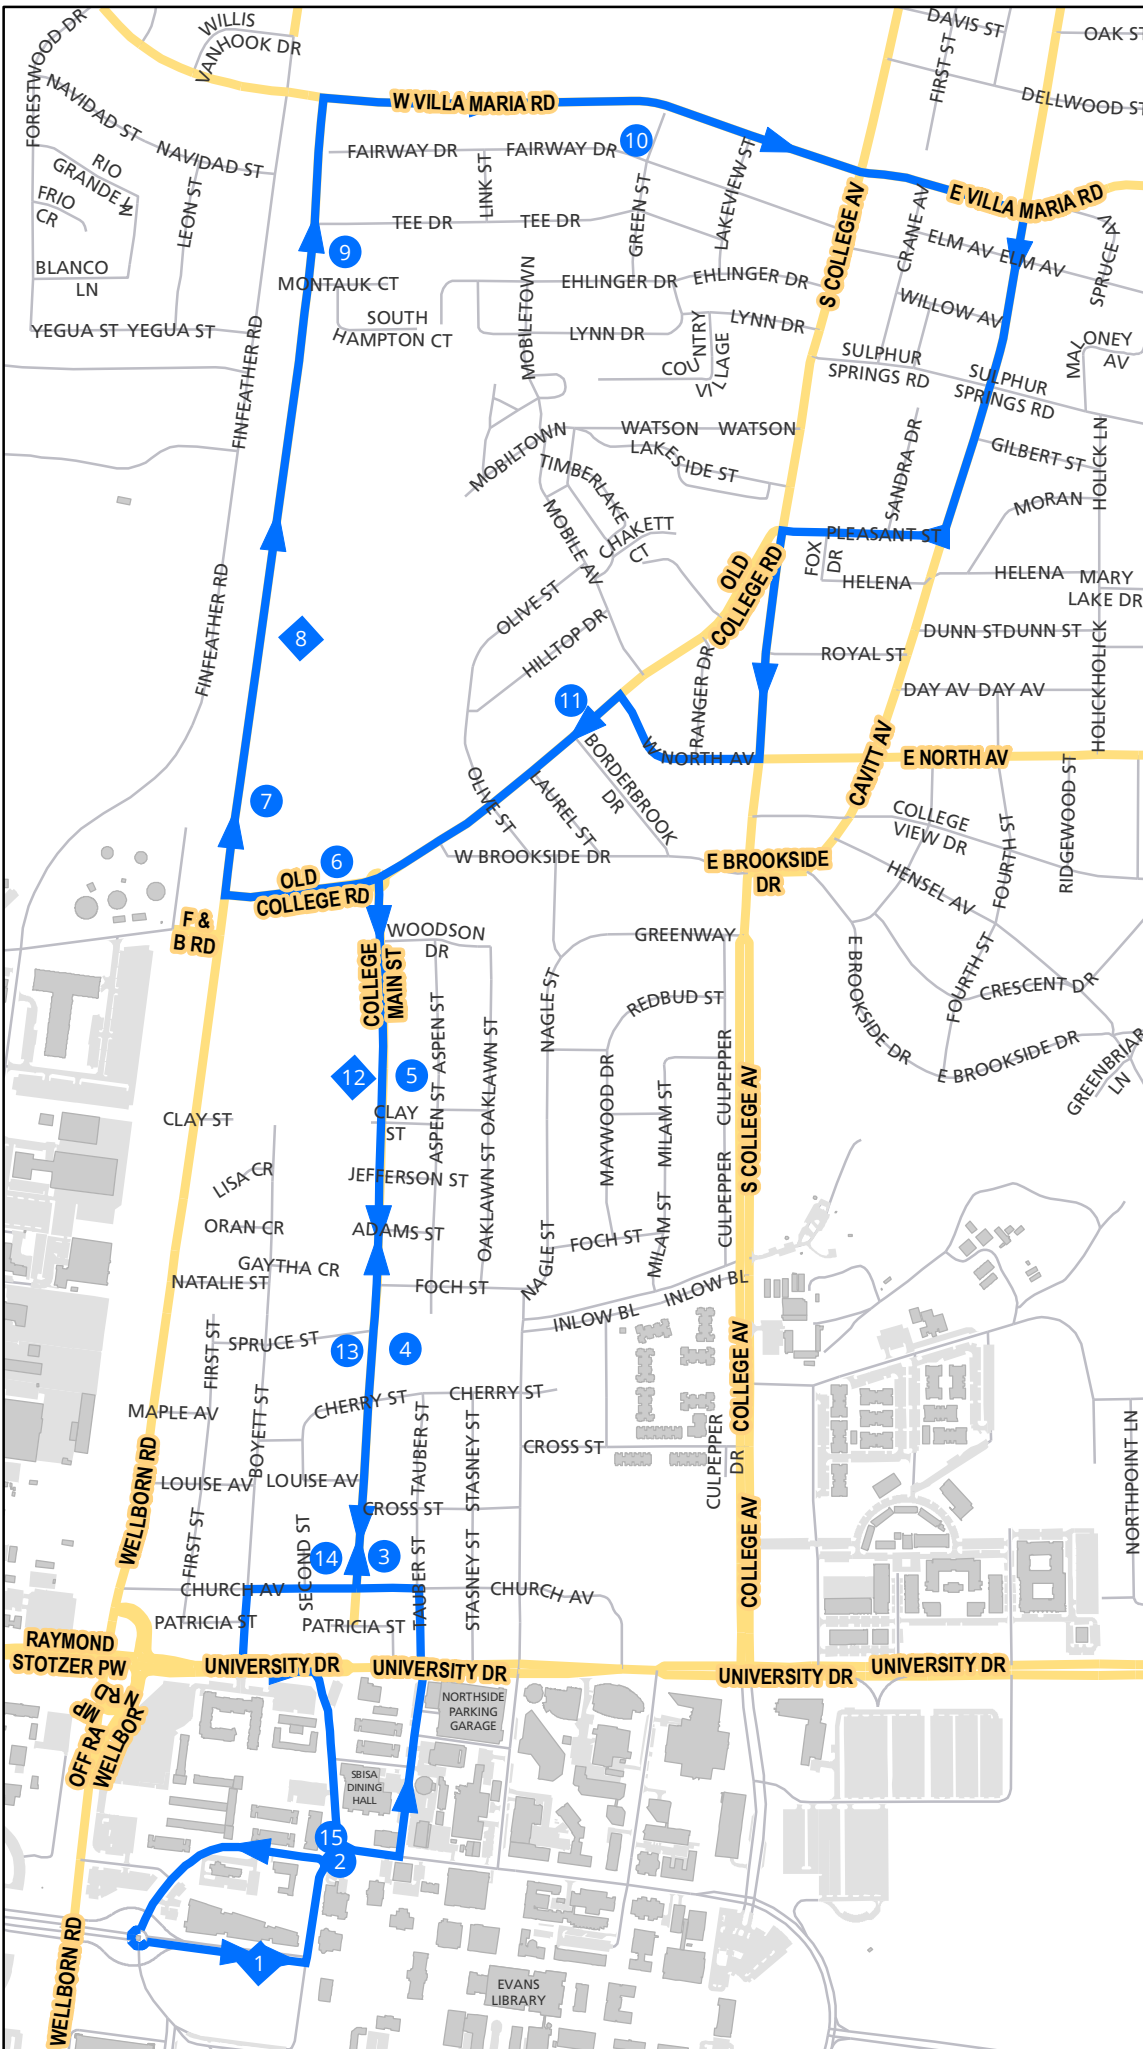 WILLIS
DAVIS ST
FORESTWOOD DR
VANHOOK DR
FIRST ST
OAK ST
NAVIDAD ST
W VILLA MARIA RD
DELLWOOD ST
10
NAVIDAD ST
FAIRWAY DR
FAIRWAY DR
RIO
GRANDE LN
LINK ST
LAKEVIEW ST
FRIO
CR
LEON ST
GREEN ST
S COLLEGE AV
CRANE AV
E VILLA MARIA RD
TEE DR
TEE DR
SPRUCE AV
9
ELM AV
ELM AV
BLANCO
LN
MONTAUK CT
EHLINGER DR
EHLINGER DR
WILLOW AV
YEGUA ST
YEGUA ST
SOUTH
HAMPTON CT
MOBILETOWN
LYNN DR
LYNN DR
SULPHUR
SPRINGS RD
MALONEY
AV
COUNTRY
VILLAGE
SULPHUR
SPRINGS RD
FINFEATHER RD
WATSON
WATSON
MOBILTOWN
LAKESIDE ST
SANDRA DR
GILBERT ST
HOLICK LN
TIMBERLAKE
MORAN
MOBILE AV
CHAKETT
CT
PLEASANT ST
OLD
COLLEGE RD
FOX
DR
HELENA
HELENA
MARY
LAKE DR
FINFEATHER RD
OLIVE ST
8
HILLTOP DR
DUNN ST
DUNN ST
ROYAL ST
HOLICK
HOLICK
RANGER DR
DAY AV
DAY AV
11
W NORTH AV
E NORTH AV
CAVITT AV
BORDERBROOK
DR
7
OLIVE ST
LAUREL ST
COLLEGE
VIEW DR
RIDGEWOOD ST
6
W BROOKSIDE DR
E BROOKSIDE
DR
FOURTH ST
OLD
COLLEGE RD
HENSEL AV
F &
B RD
WOODSON
DR
GREENWAY
COLLEGE
MAIN ST
E BROOKSIDE DR
FOURTH ST
CRESCENT DR
NAGLE ST
REDBUD ST
ASPEN ST
OAKLAWN ST
E BROOKSIDE DR
GREENBRIAR
LN
12
5
MAYWOOD DR
CULPEPPER
MILAM ST
S COLLEGE AV
CLAY ST
CLAY
ST
ASPEN ST
OAKLAWN ST
LISA CR
JEFFERSON ST
CULPEPPER
ORAN CR
ADAMS ST
FOCH ST
MILAM ST
GAYTHA CR
NATALIE ST
FOCH ST
NAGLE ST
INLOW BL
INLOW BL
FIRST ST
SPRUCE ST
13
4
COLLEGE AV
CHERRY ST
CHERRY ST
MAPLE AV
BOYETT ST
TAUBER ST
STASNEY ST
CROSS ST
CULPEPPER
DR
NORTHPOINT LN
WELLBORN RD
LOUISE AV
LOUISE AV
CROSS ST
COLLEGE AV
FIRST ST
SECOND ST
14
3
TAUBER ST
STASNEY ST
CHURCH AV
CHURCH AV
PATRICIA ST
PATRICIA ST
RAYMOND
STOTZER PW
UNIVERSITY DR
UNIVERSITY DR
UNIVERSITY DR
UNIVERSITY DR
N RD
OFF RAMP
WELLBOR
NORTHSIDE
PARKING
GARAGE
SBISA
DINING
HALL
15
2
1
WELLBORN RD
EVANS
LIBRARY